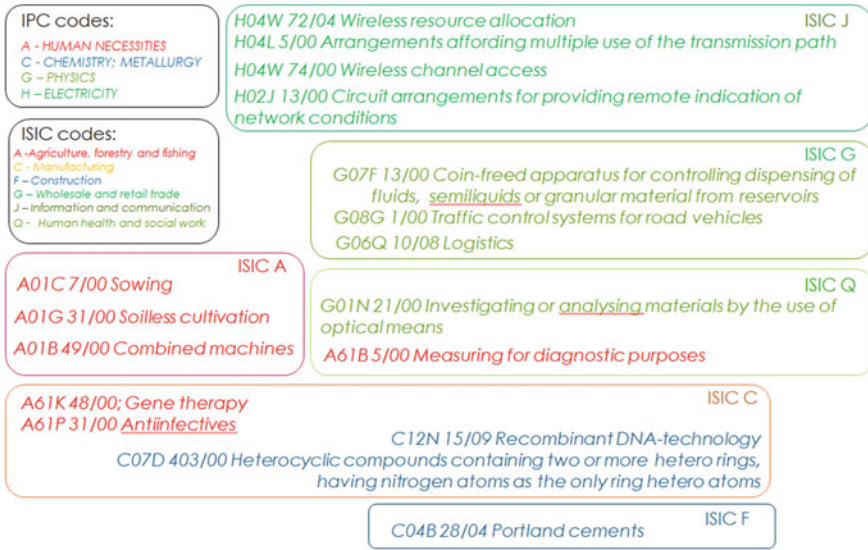 IPC codes:
A - HUMAN NECESSITIES
C - CHEMISTRY; METALLURGY
G – PHYSICS
H – ELECTRICITY
ISIC codes:
A -Agriculture, forestry and fishing
C - Manufacturing
F – Construction
G – Wholesale and retail trade
J – Information and communication
Q - Human health and social work
ISIC J
H04W 72/04 Wireless resource allocation
H04L 5/00 Arrangements affording multiple use of the transmission path
H04W 74/00 Wireless channel access
H02J 13/00 Circuit arrangements for providing remote indication of
network conditions
ISIC G
G07F 13/00 Coin-freed apparatus for controlling dispensing of
fluids, semiliquids or granular material from reservoirs
G08G 1/00 Traffic control systems for road vehicles
G06Q 10/08 Logistics
ISIC A
A01C 7/00 Sowing
A01G 31/00 Soilless cultivation
A01B 49/00 Combined machines
ISIC Q
G01N 21/00 Investigating or analysing materials by the use of
optical means
A61B 5/00 Measuring for diagnostic purposes
ISIC C
A61K 48/00; Gene therapy
A61P 31/00 Antiinfectives
C12N 15/09 Recombinant DNA-technology
C07D 403/00 Heterocyclic compounds containing two or more hetero rings,
having nitrogen atoms as the only ring hetero atoms
ISIC F
C04B 28/04 Portland cements